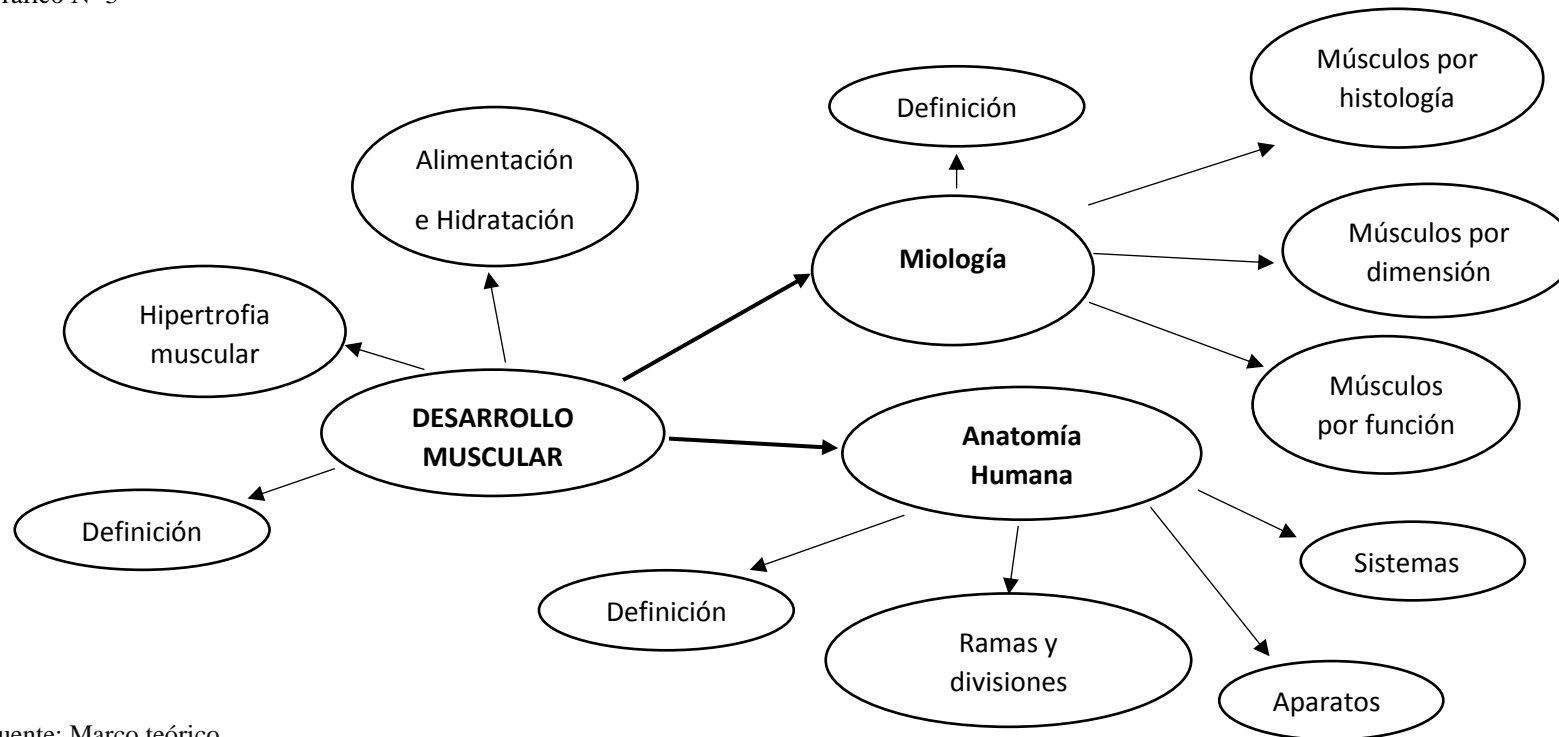 Músculos por
histología
Definición
Alimentación
e Hidratación
Músculos por
dimensión
Miología
Hipertrofia
muscular
Músculos
por función
DESARROLLO
MUSCULAR
Anatomía
Humana
Definición
Sistemas
Definición
Ramas y
divisiones
Aparatos
Marco teórico